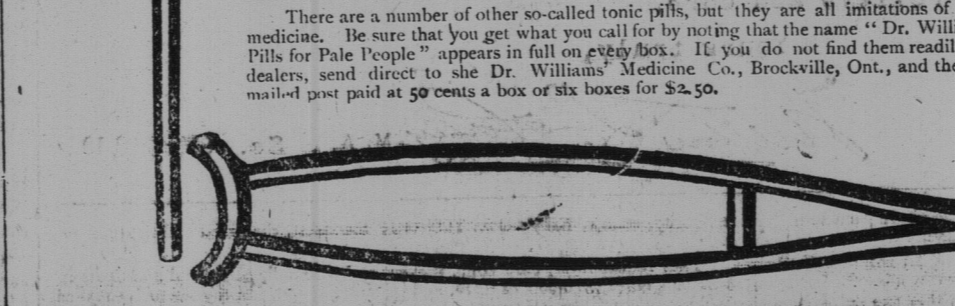 There are a number of other so-called tonic pills, but they are all imitations of
medicine. Be sure that you get what you call for by noting that the name "Dr. Will
Pills for Pale People" appears in full on every box. If you do not find them readil
dealers, send direct to she Dr. Williams' Medicine Co., Brockville, Ont., and the
mailed post paid at 50 cents a box or six boxes for $2.50.